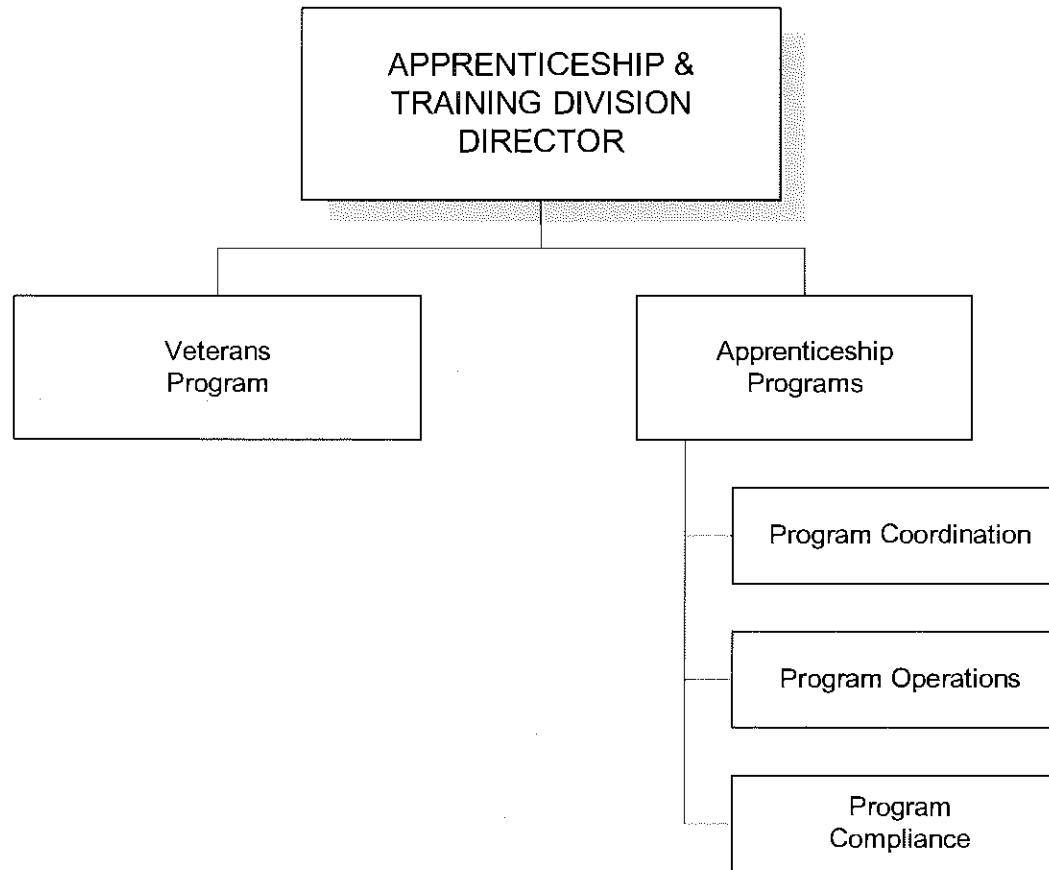 APPRENTICESHIP &
TRAINING DIVISION
DIRECTOR
Veterans
Program
Apprenticeship
Programs
Program Coordination
Program Operations
Program
Compliance